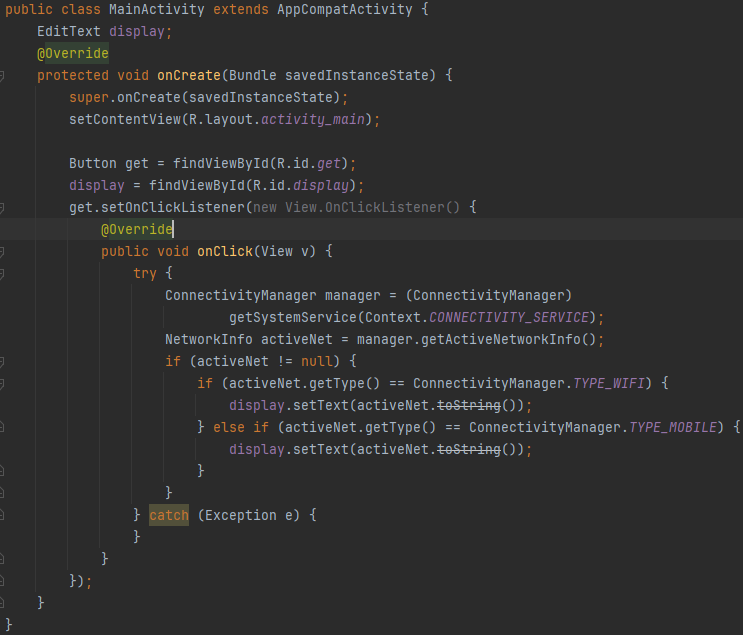 public class MainActivity extends AppCompatActivity {
    EditText display;
    @Override
    protected void onCreate(Bundle savedInstanceState) {
        super.onCreate(savedInstanceState);
        setContentView(R.layout.activity_main);

        Button get = findViewById(R.id.get);
        display = findViewById(R.id.display);
        get.setOnClickListener(new View.OnClickListener() {
            @Override
            public void onClick(View v) {
                try {
                    ConnectivityManager manager = (ConnectivityManager)
                            getSystemService(Context.CONNECTIVITY_SERVICE);
                    NetworkInfo activeNet = manager.getActiveNetworkInfo();
                    if (activeNet != null) {
                        if (activeNet.getType() == ConnectivityManager.TYPE_WIFI) {
                            display.setText(activeNet.toString());
                        } else if (activeNet.getType() == ConnectivityManager.TYPE_MOBILE) {
                            display.setText(activeNet.toString());
                        }
                    }
                } catch (Exception e) {
                }
            }
        });
    }
}